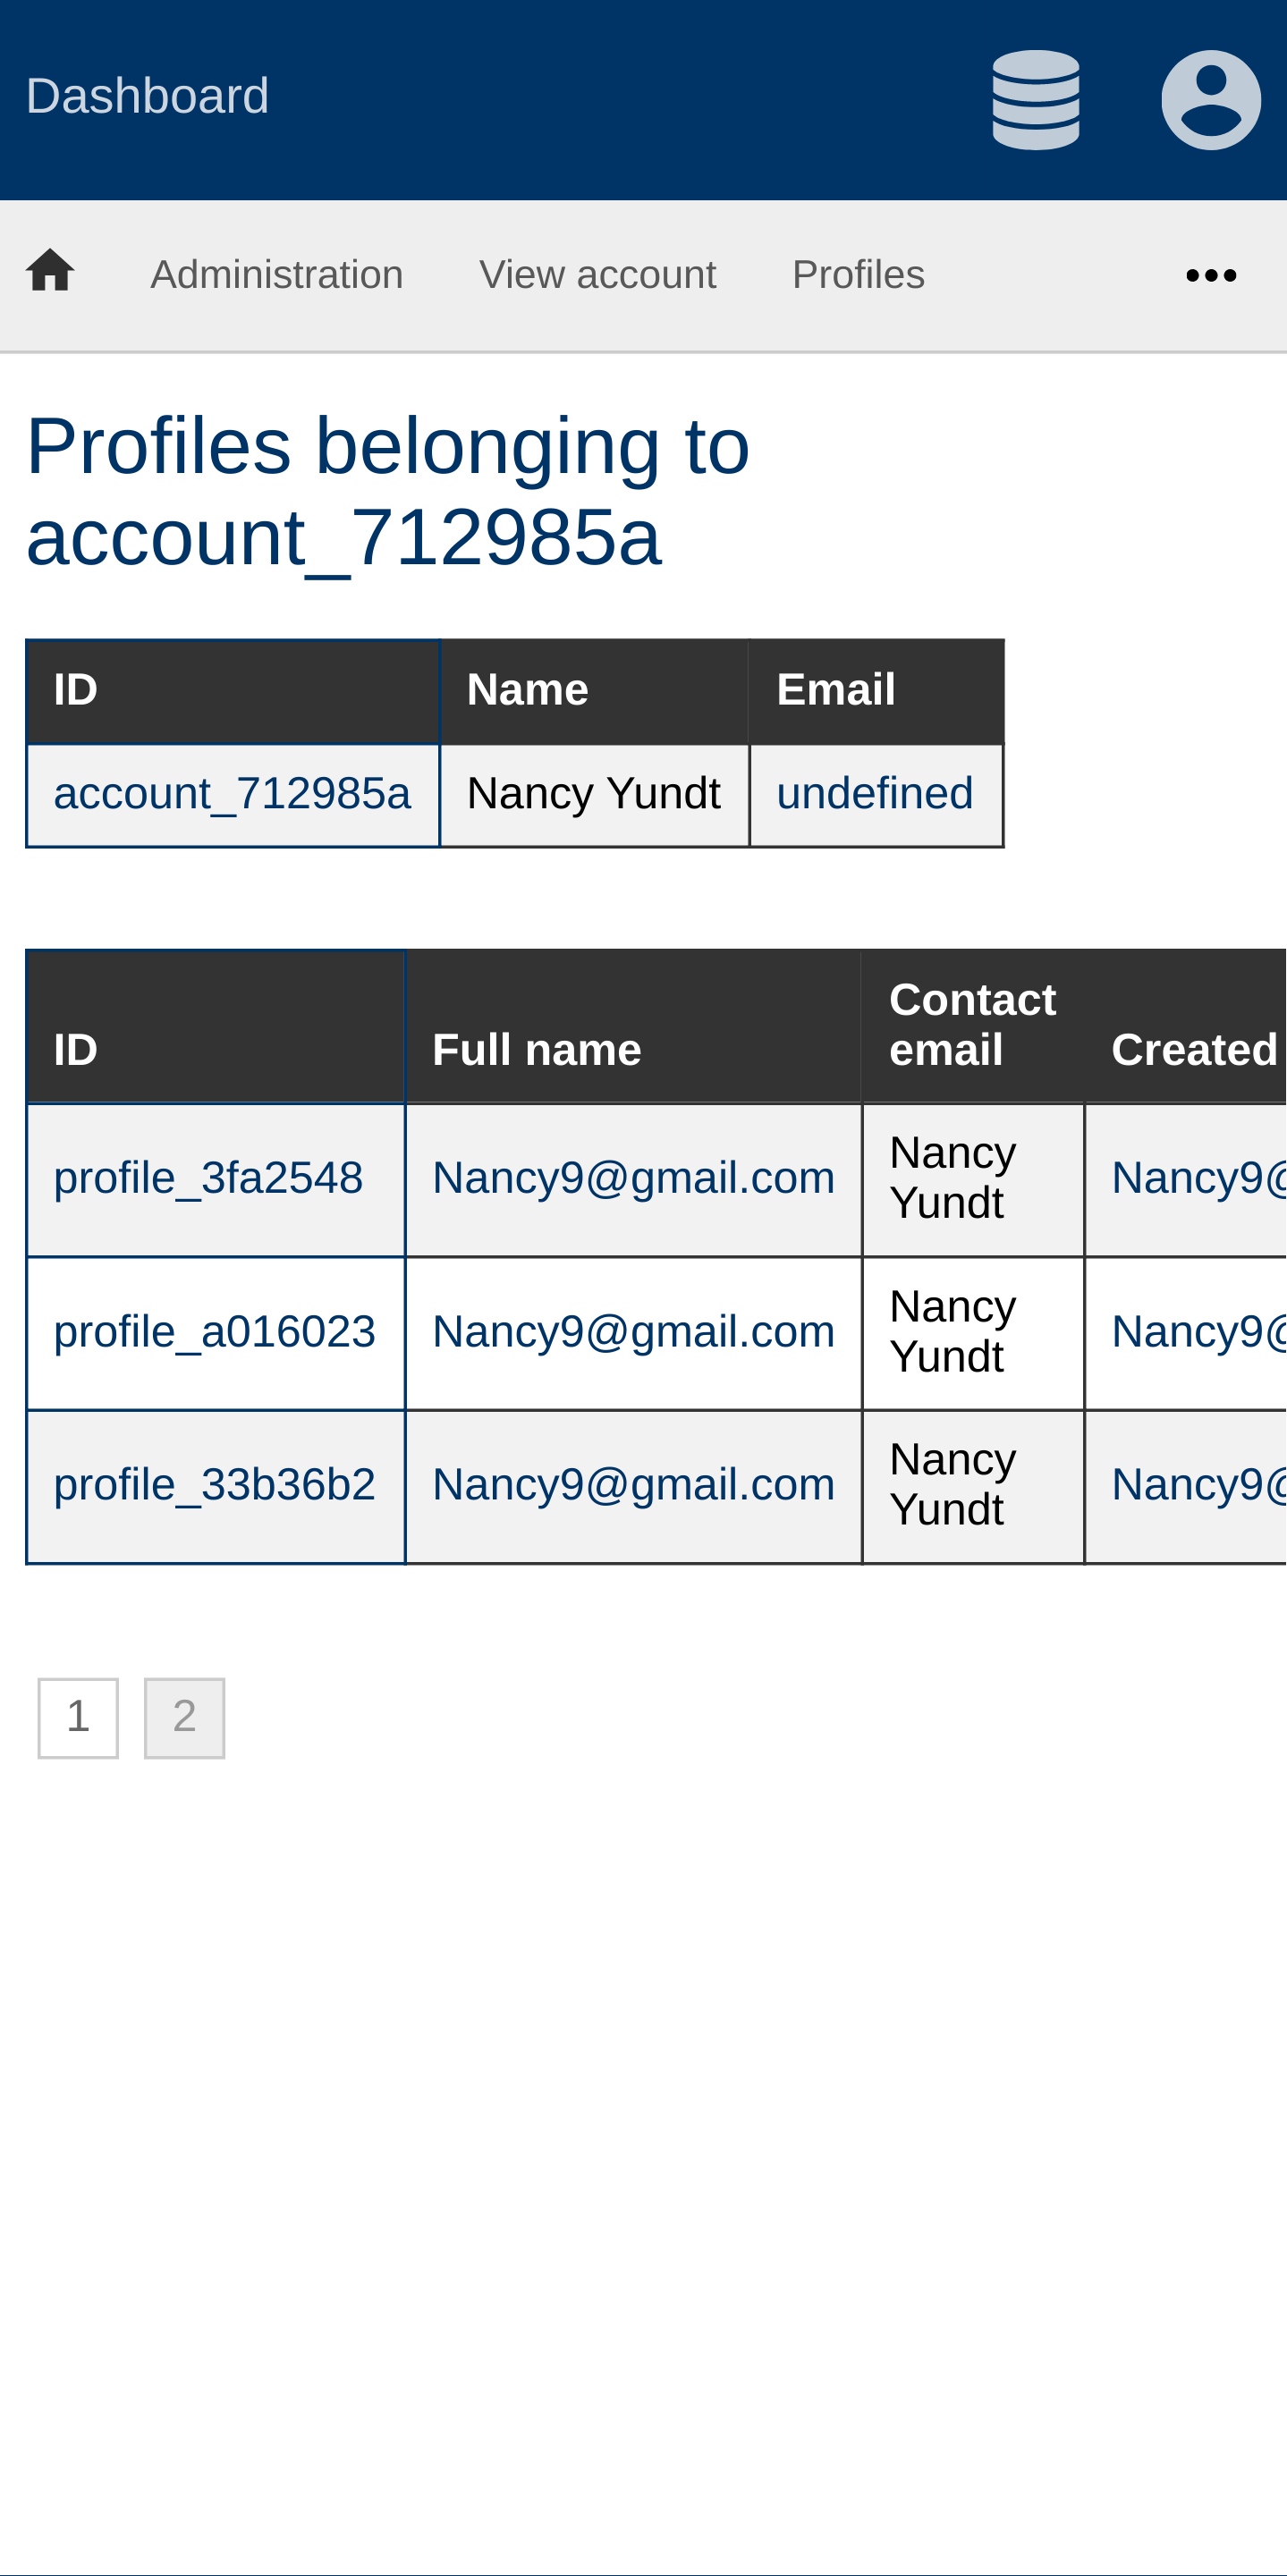 Dashboard
Administration View account Profiles
Profiles belonging to
account_712985a
ID Name Email
account_712985a Nancy Yundt undefined
ID Full name Contact email Created
profile_3fa2548 Nancy9@gmail.com Nancy Yundt Nancy9@
profile_a016023 Nancy9@gmail.com Nancy Yundt Nancy9@
profile_33b36b2 Nancy9@gmail.com Nancy Yundt Nancy9@
1 2